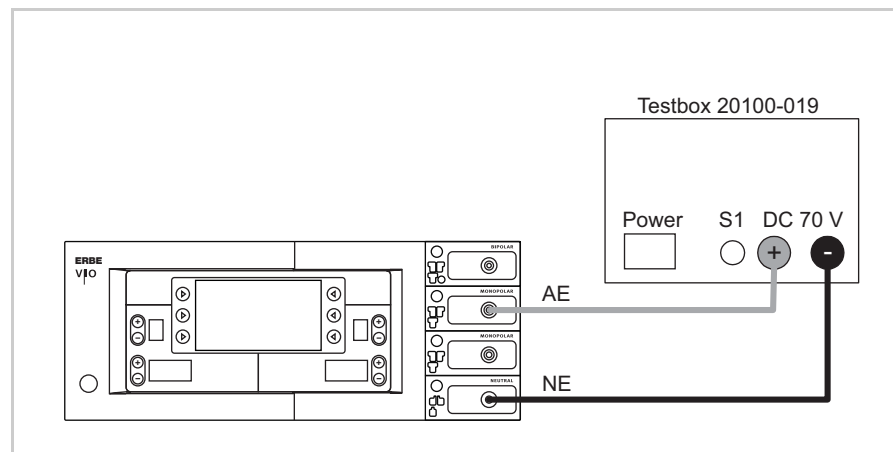 Testbox 20100-019
Power S1 DC 70 V
+ -
ERBE
VIO
BIPOLAR
MONOPOLAR
AE
MONOPOLAR
NEUTRAL
NE